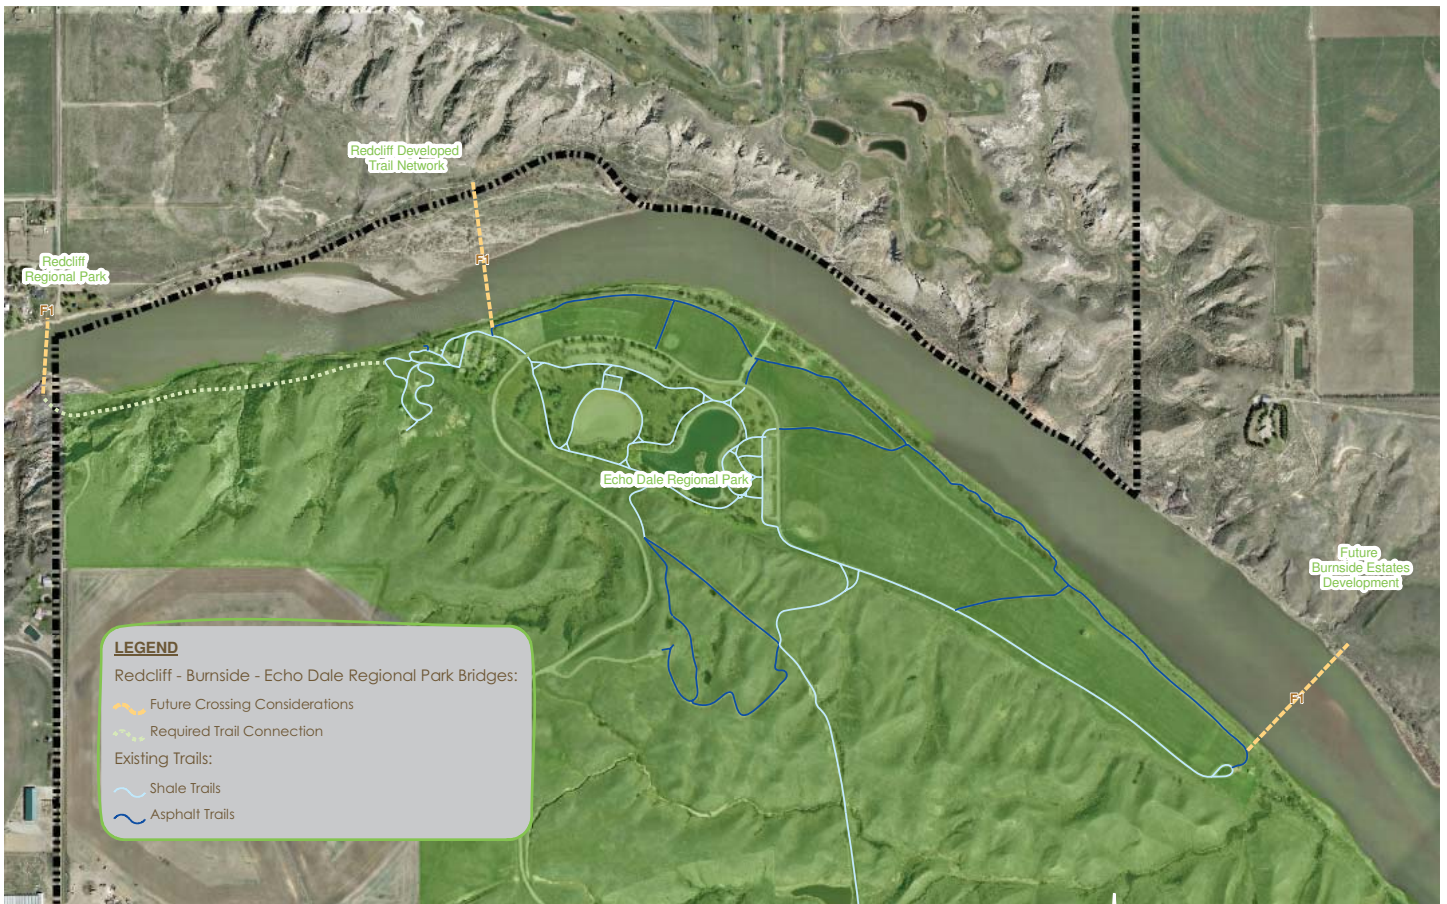 Redcliff Developed
Trail Network
Redcliff
Regional Park
F1
F1
Echo Dale Regional Park
Future
Burnside Estates
Development
F1
LEGEND
Redcliff - Burnside - Echo Dale Regional Park Bridges:
Future Crossing Considerations
Required Trail Connection
Existing Trails:
Shale Trails
Asphalt Trails